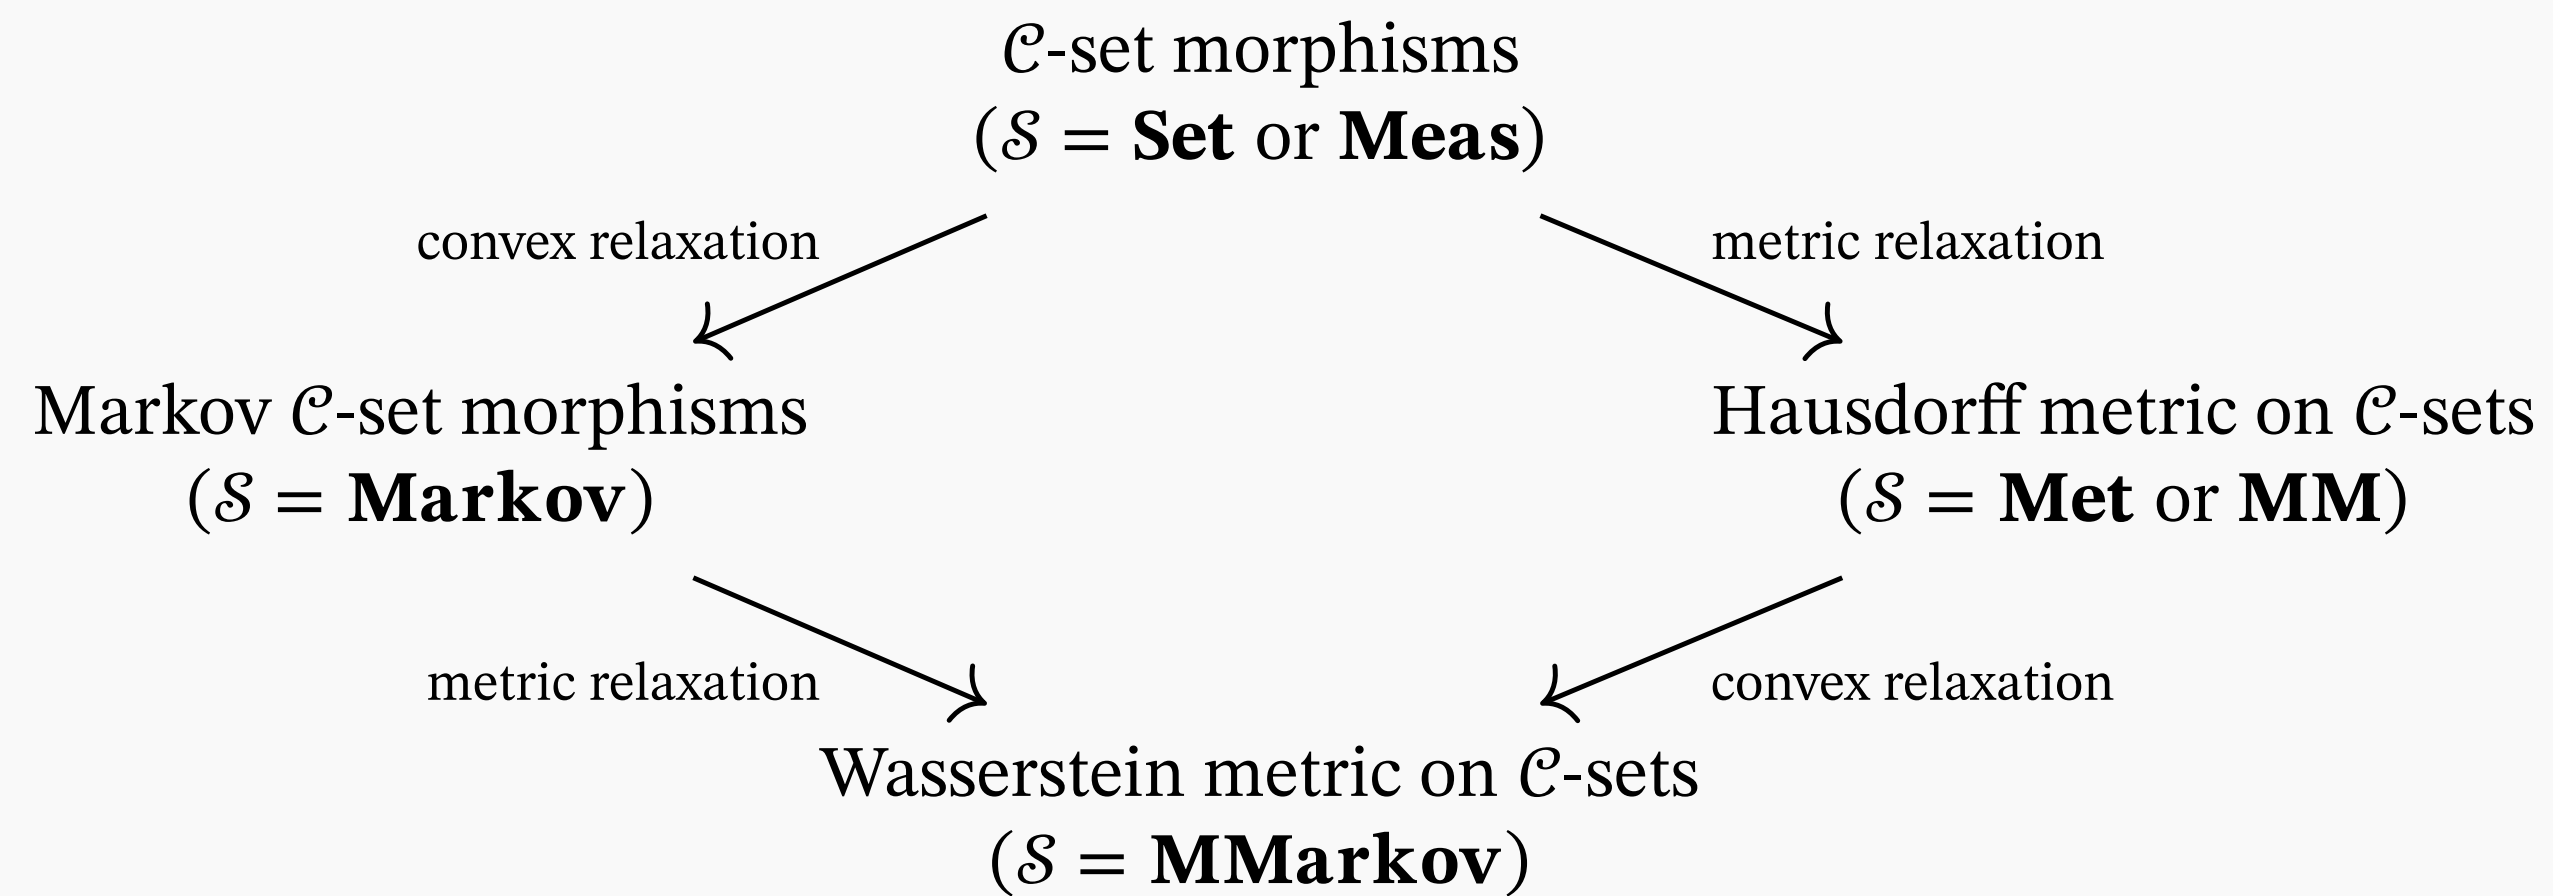 𝒞-set morphisms
(𝒮 = Set or Meas)
convex relaxation
metric relaxation
Markov 𝒞-set morphisms
(𝒮 = Markov)
Hausdorff metric on 𝒞-sets
(𝒮 = Met or MM)
metric relaxation
convex relaxation
Wasserstein metric on 𝒞-sets
(𝒮 = MMarkov)